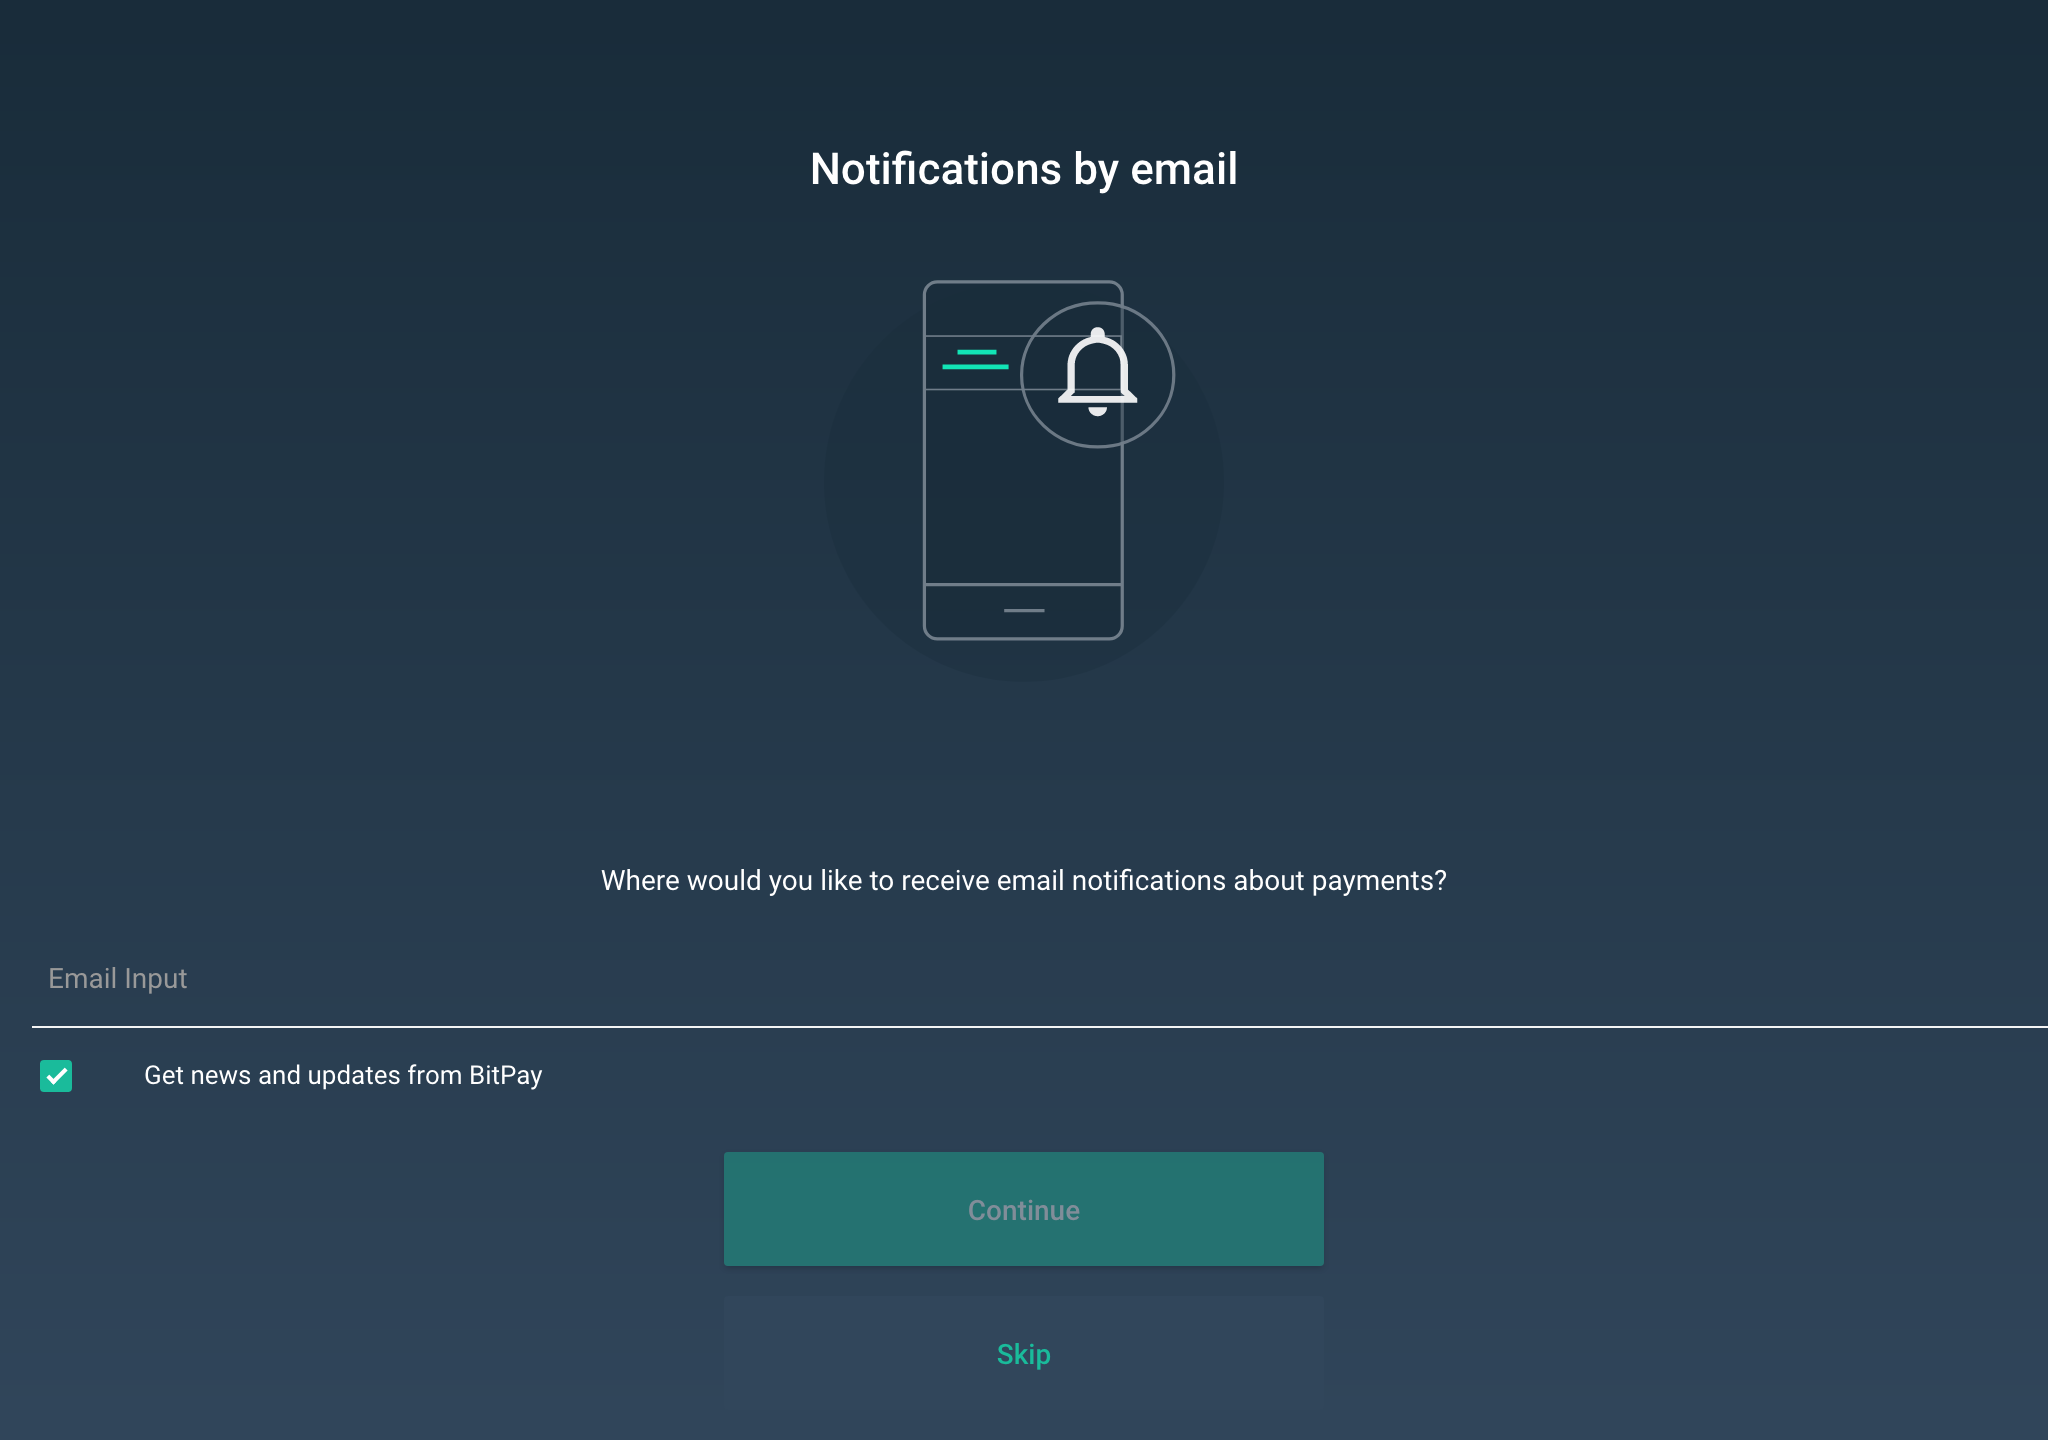 Notifications by email
Where would you like to receive email notifications about payments?
Email Input
Get news and updates from BitPay
Continue
Skip